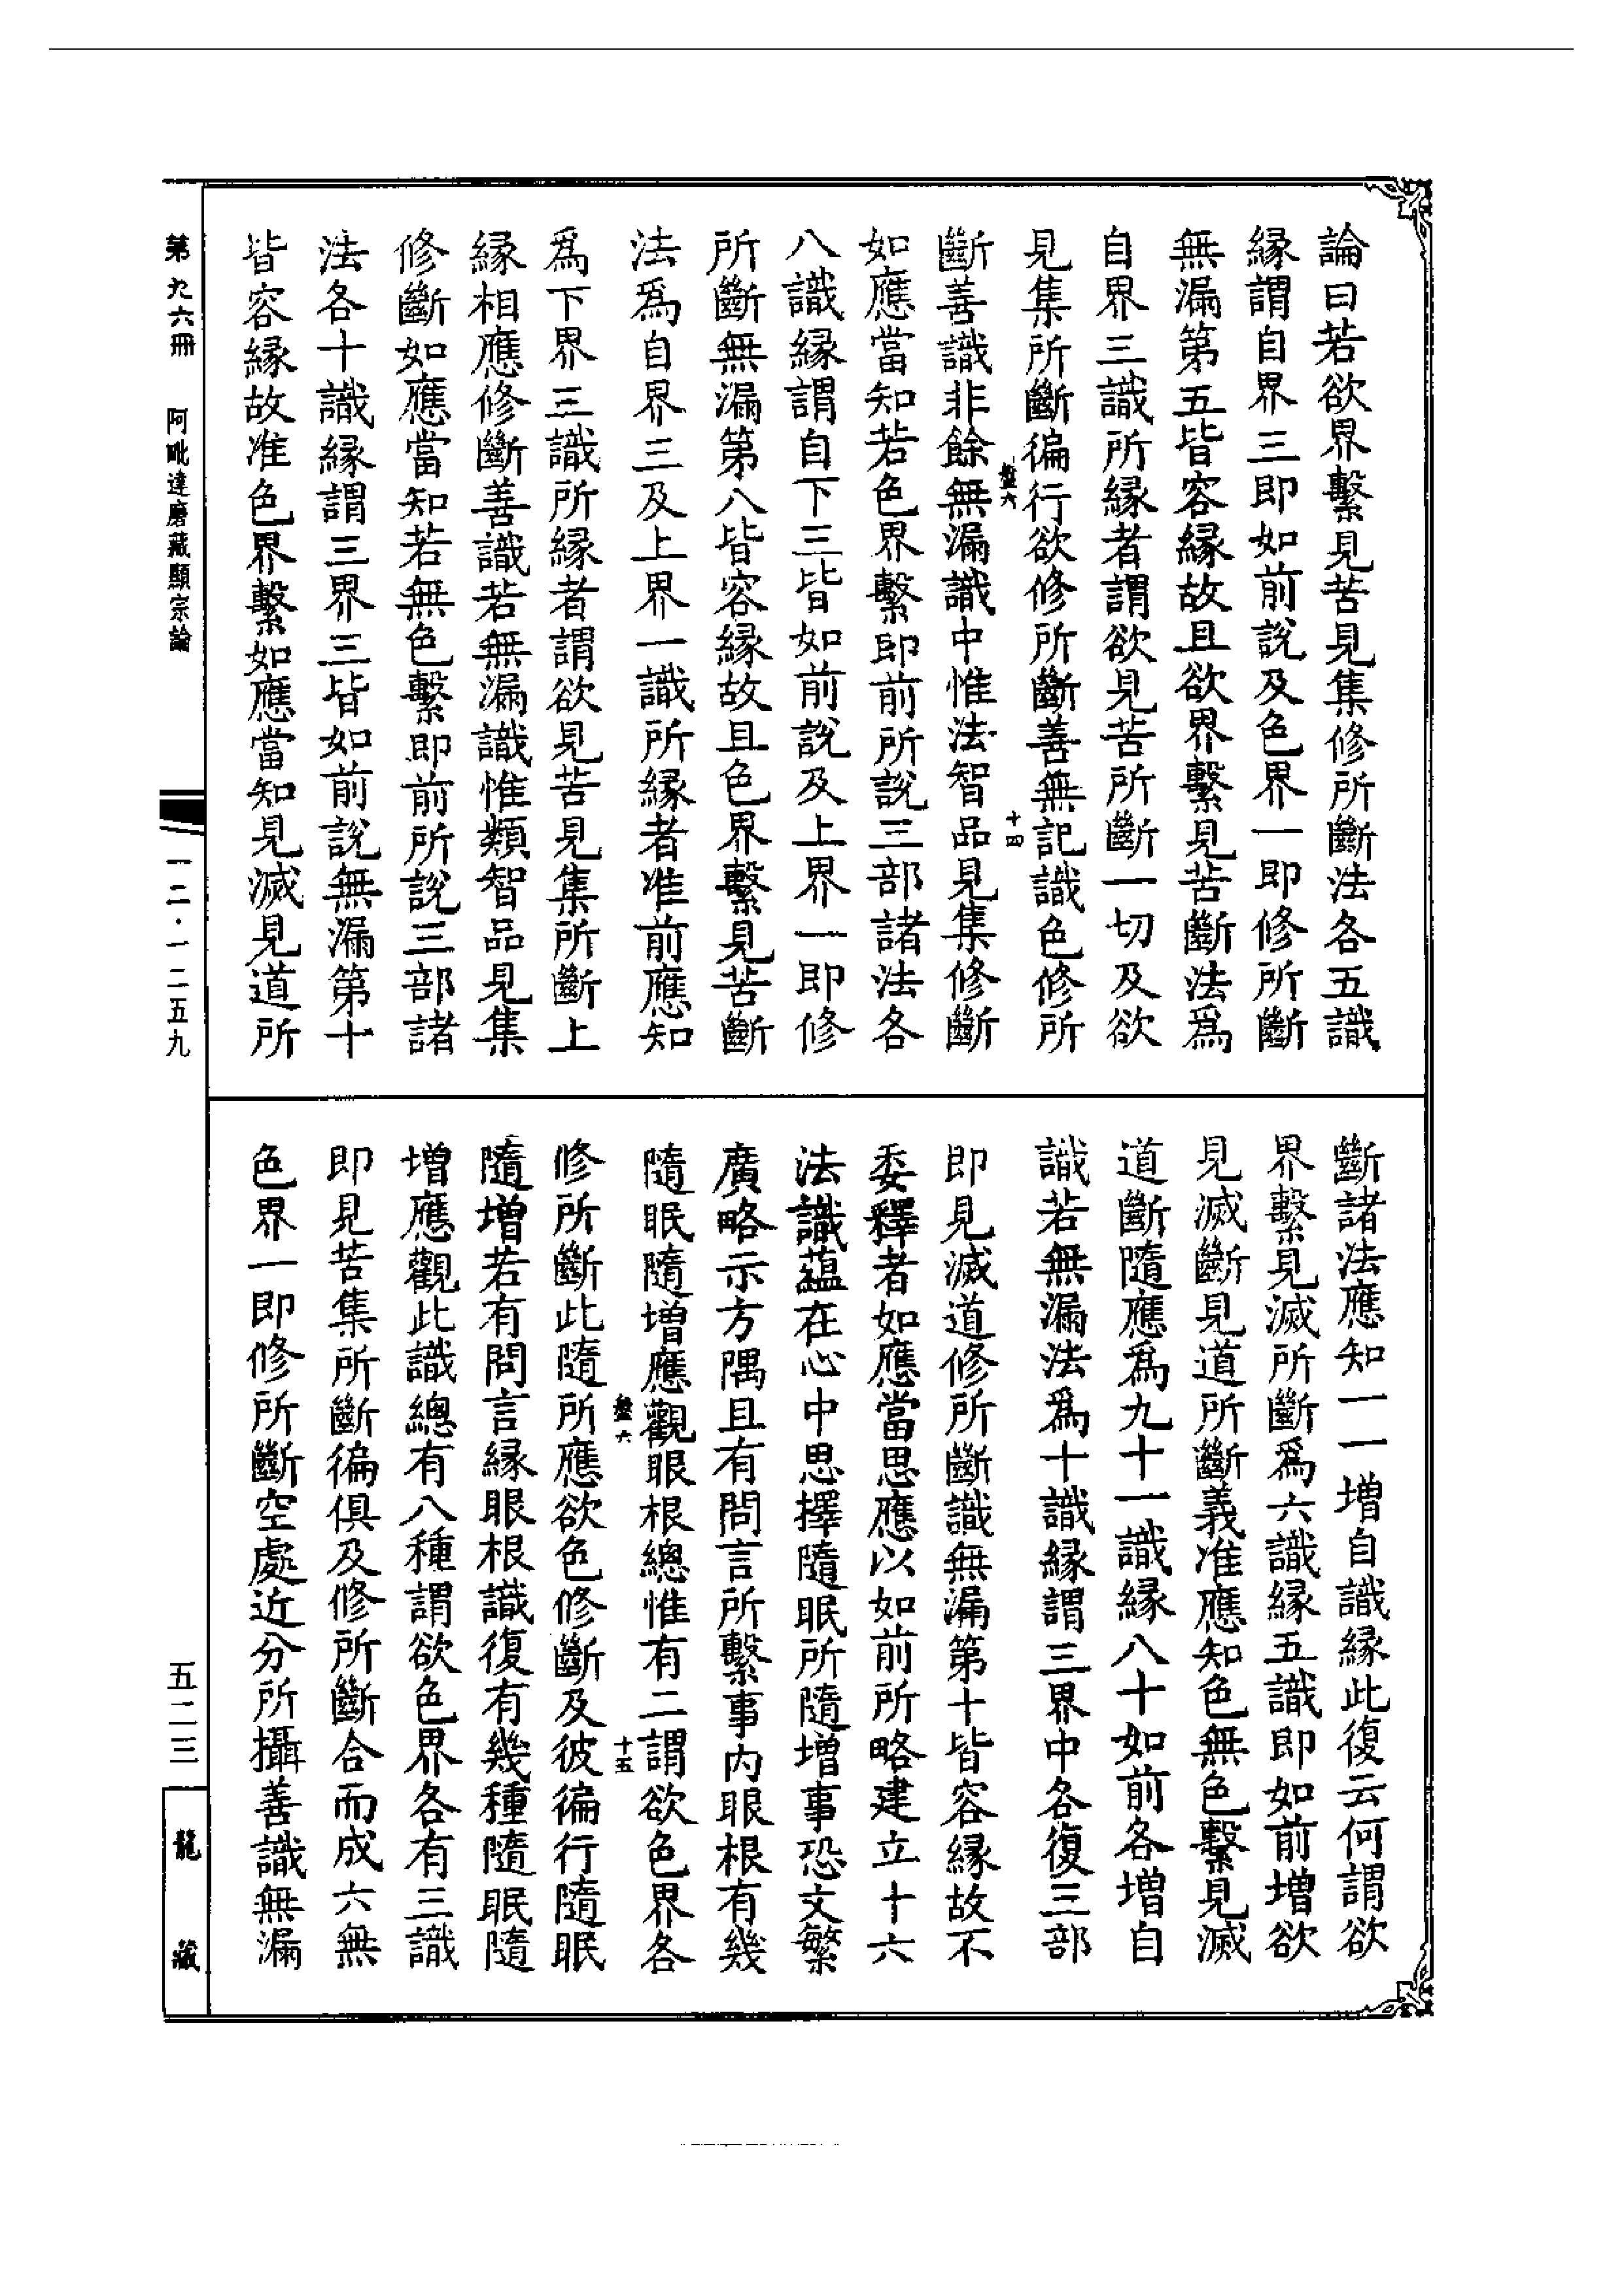 論曰若欲界繫見苦見集修所斷法各五識
緣謂自界三即如前說及色界一即修所斷
無漏第五皆容緣故且欲界繫見苦斷法爲
自界三識所緣者謂欲見苦所斷一切及欲
見集所斷徧行欲修所斷善無記識色修所
盤六
十四
斷善識非餘無漏識中惟法智品見集修斷
如應當知若色界繫即前所說三部諸法各
八識緣謂自下三皆如前說及上界一即修
所斷無漏第八皆容緣故且色界繫見苦斷
法爲自界三及上界一識所緣者准前應知
爲下界三識所緣者謂欲見苦見集所斷上
緣相應修斷善識若無漏識惟類智品見集
修斷如應當知若無色繫即前所說三部諸
法各十識緣謂三界三皆如前說無漏第十
皆容緣故准色界繫如應當知見滅見道所
斷諸法應知一一增自識緣此復云何謂欲
界繫見滅所斷爲六識緣五識即如前增欲
見滅斷見道所斷義准應知色無色繫見滅
道斷隨應爲九十一識緣八十如前各增自
識若無漏法爲十識緣謂三界中各復三部
即見滅道修所斷識無漏第十皆容緣故不
委釋者如應當思應以如前所略建立十六
法識蘊在心中思擇隨眠所隨增事恐文繁
廣略示方隅且有問言所繫事內眼根有幾
隨眠隨增應觀眼根總惟有二謂欲色界各
盤六
十五
修所斷此隨所應欲色修斷及彼徧行隨眠
隨增若有問言緣眼根識復有幾種隨眠隨
增應觀此識總有八種謂欲色界各有三識
即見苦集所斷徧俱及修所斷合而成六無
色界一即修所斷空處近分所攝善識無漏
第九六冊　阿毗達磨藏顯宗論
一二·一二五九
五二三
龍藏